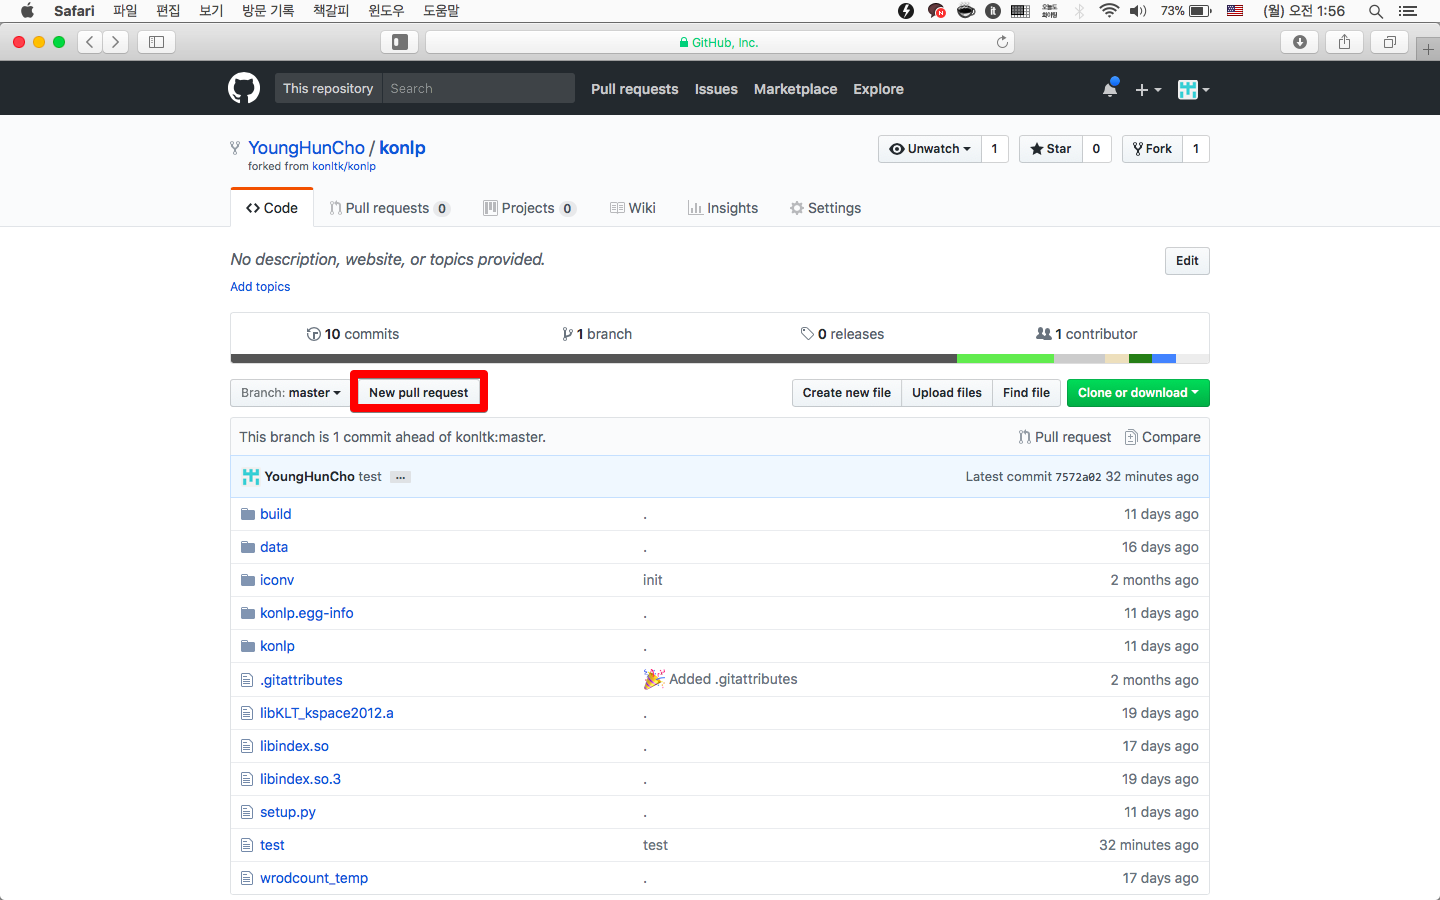 Safari 파일 편집 보기 방문 기록 책갈피 윈도우 도움말 73% (월) 오전 1:56
GitHub, Inc.
This repository Search Pull requests Issues Marketplace Explore
YoungHunCho / konlp Unwatch 1 Star 0 Fork 1
forked from konltk/konlp
Code Pull requests 0 Projects 0 Wiki Insights Settings
No description, website, or topics provided. Edit
Add topics
10 commits 1 branch 0 releases 1 contributor
Branch: master New pull request Create new file Upload files Find file Clone or download
This branch is 1 commit ahead of konltk:master. Pull request Compare
YoungHunCho test … Latest commit 7572a02 32 minutes ago
build . 11 days ago
data . 16 days ago
iconv init 2 months ago
konlp.egg-info . 11 days ago
konlp . 11 days ago
.gitattributes 🎉 Added .gitattributes 2 months ago
libKLT_kspace2012.a . 19 days ago
libindex.so . 17 days ago
libindex.so.3 . 19 days ago
setup.py . 11 days ago
test test 32 minutes ago
wrodcount_temp . 17 days ago